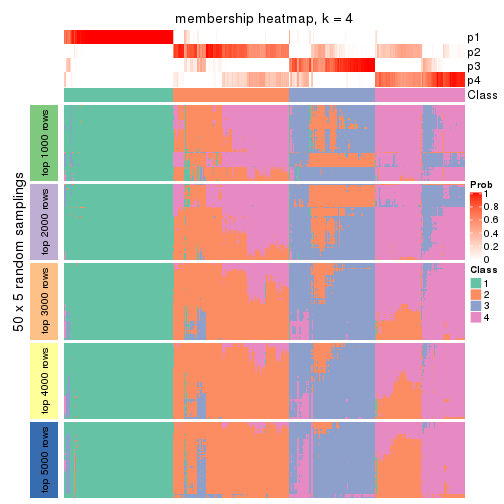 membership heatmap, k = 4
p1
p2
p3
p4
Class
50 x 5 random samplings
top 1000 rows
top 2000 rows
top 3000 rows
top 4000 rows
top 5000 rows
Prob
1
0.8
0.6
0.4
0.2
0
Class
1
2
3
4